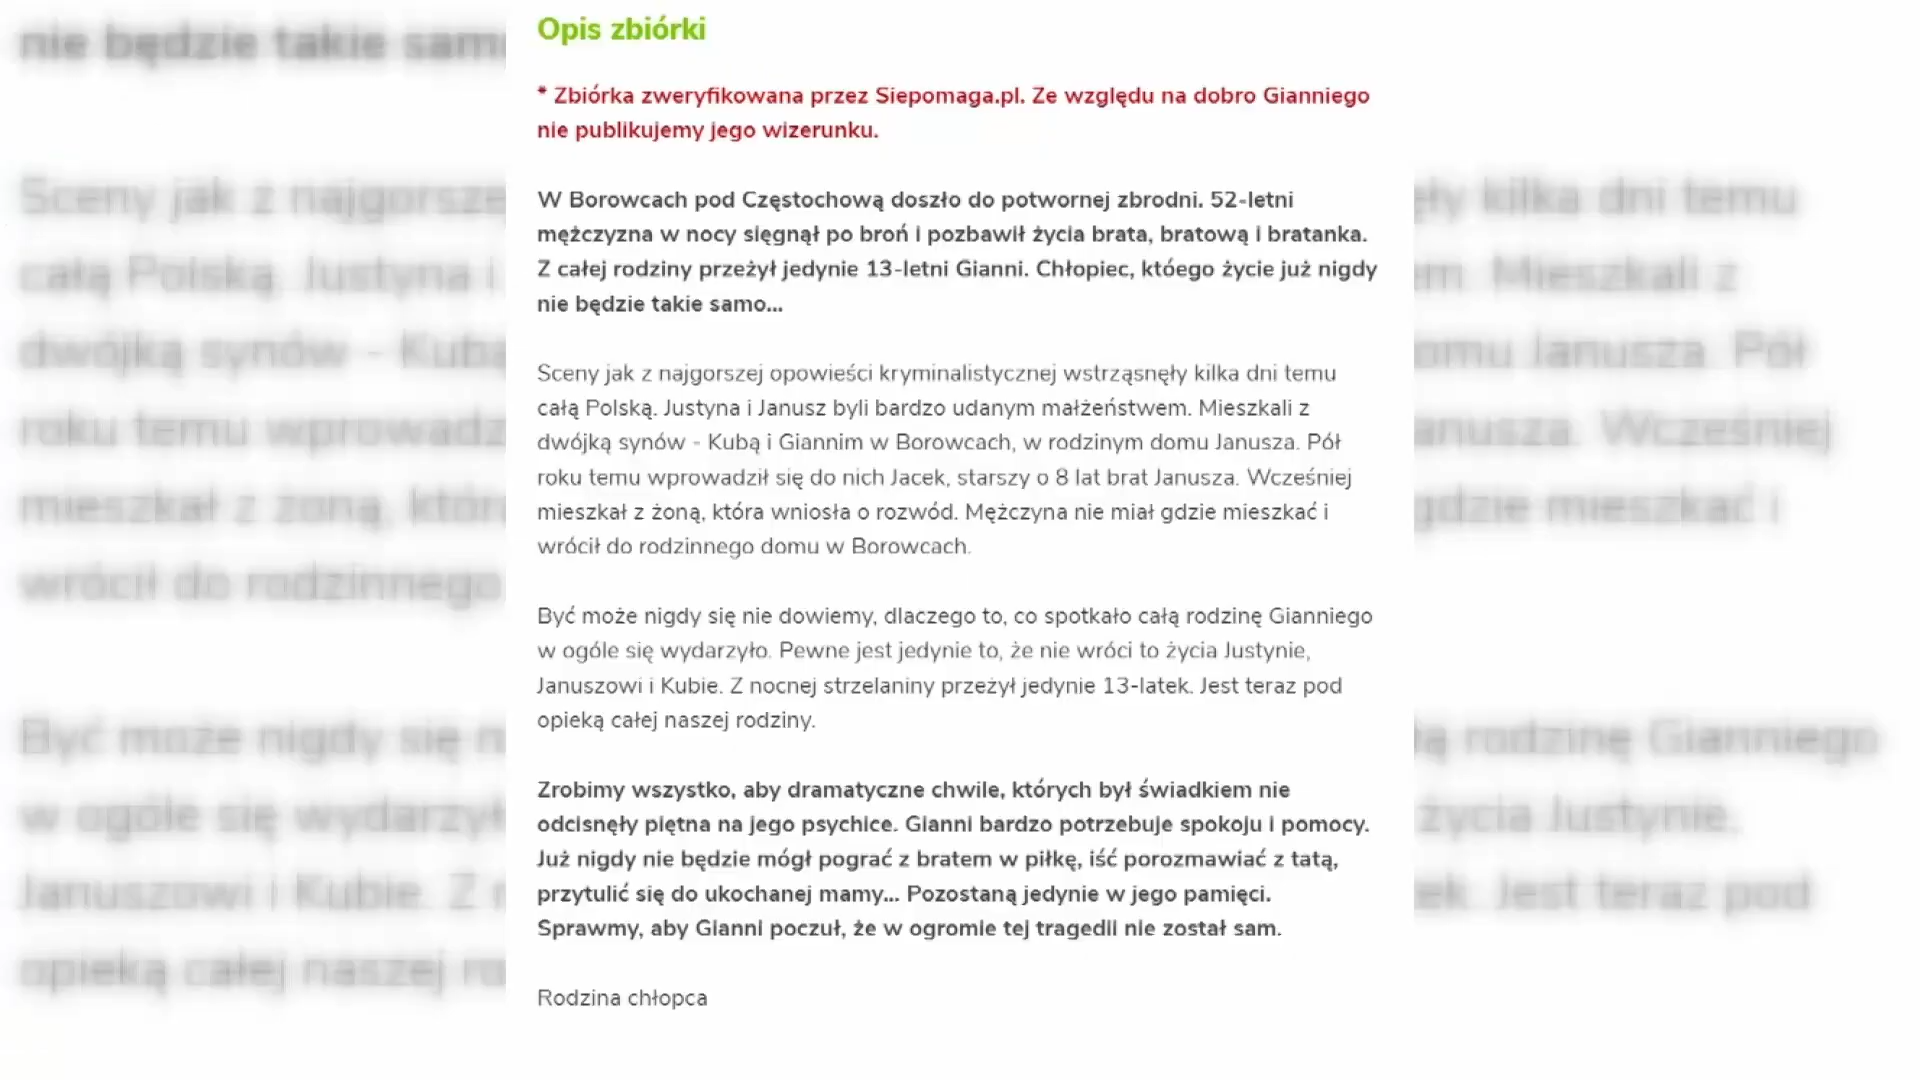 Opis zbiórki
* Zbiórka zweryfikowana przez Siepomaga.pl. Ze względu na dobro Gianniego
nie publikujemy jego wizerunku.
W Borowcach pod Częstochową doszło do potwornej zbrodni. 52-letni
mężczyzna w nocy sięgnął po broń i pozbawił życia brata, bratową i bratanka.
Z całej rodziny przeżył jedynie 13-letni Gianni. Chłopiec, któego życie już nigdy
nie będzie takie samo...
Sceny jak z najgorszej opowieści kryminalistycznej wstrząsnęły kilka dni temu
całą Polską. Justyna i Janusz byli bardzo udanym małżeństwem. Mieszkali z
dwójką synów - Kubą i Giannim w Borowcach, w rodzinym domu Janusza. Pół
roku temu wprowadził się do nich Jacek, starszy o 8 lat brat Janusza. Wcześniej
mieszkał z żoną, która wniosła o rozwód. Mężczyna nie miał gdzie mieszkać i
wrócił do rodzinnego domu w Borowcach.
Być może nigdy się nie dowiemy, dlaczego to, co spotkało całą rodzinę Gianniego
w ogóle się wydarzyło. Pewne jest jedynie to, że nie wróci to życia Justynie,
Januszowi i Kubie. Z nocnej strzelaniny przeżył jedynie 13-latek. Jest teraz pod
opieką całej naszej rodziny.
Zrobimy wszystko, aby dramatyczne chwile, których był świadkiem nie
odcisnęły piętna na jego psychice. Gianni bardzo potrzebuje spokoju i pomocy.
Już nigdy nie będzie mógł pograć z bratem w piłkę, iść porozmawiać z tatą,
przytulić się do ukochanej mamy... Pozostaną jedynie w jego pamięci.
Sprawmy, aby Gianni poczuł, że w ogromie tej tragedii nie został sam.
Rodzina chłopca